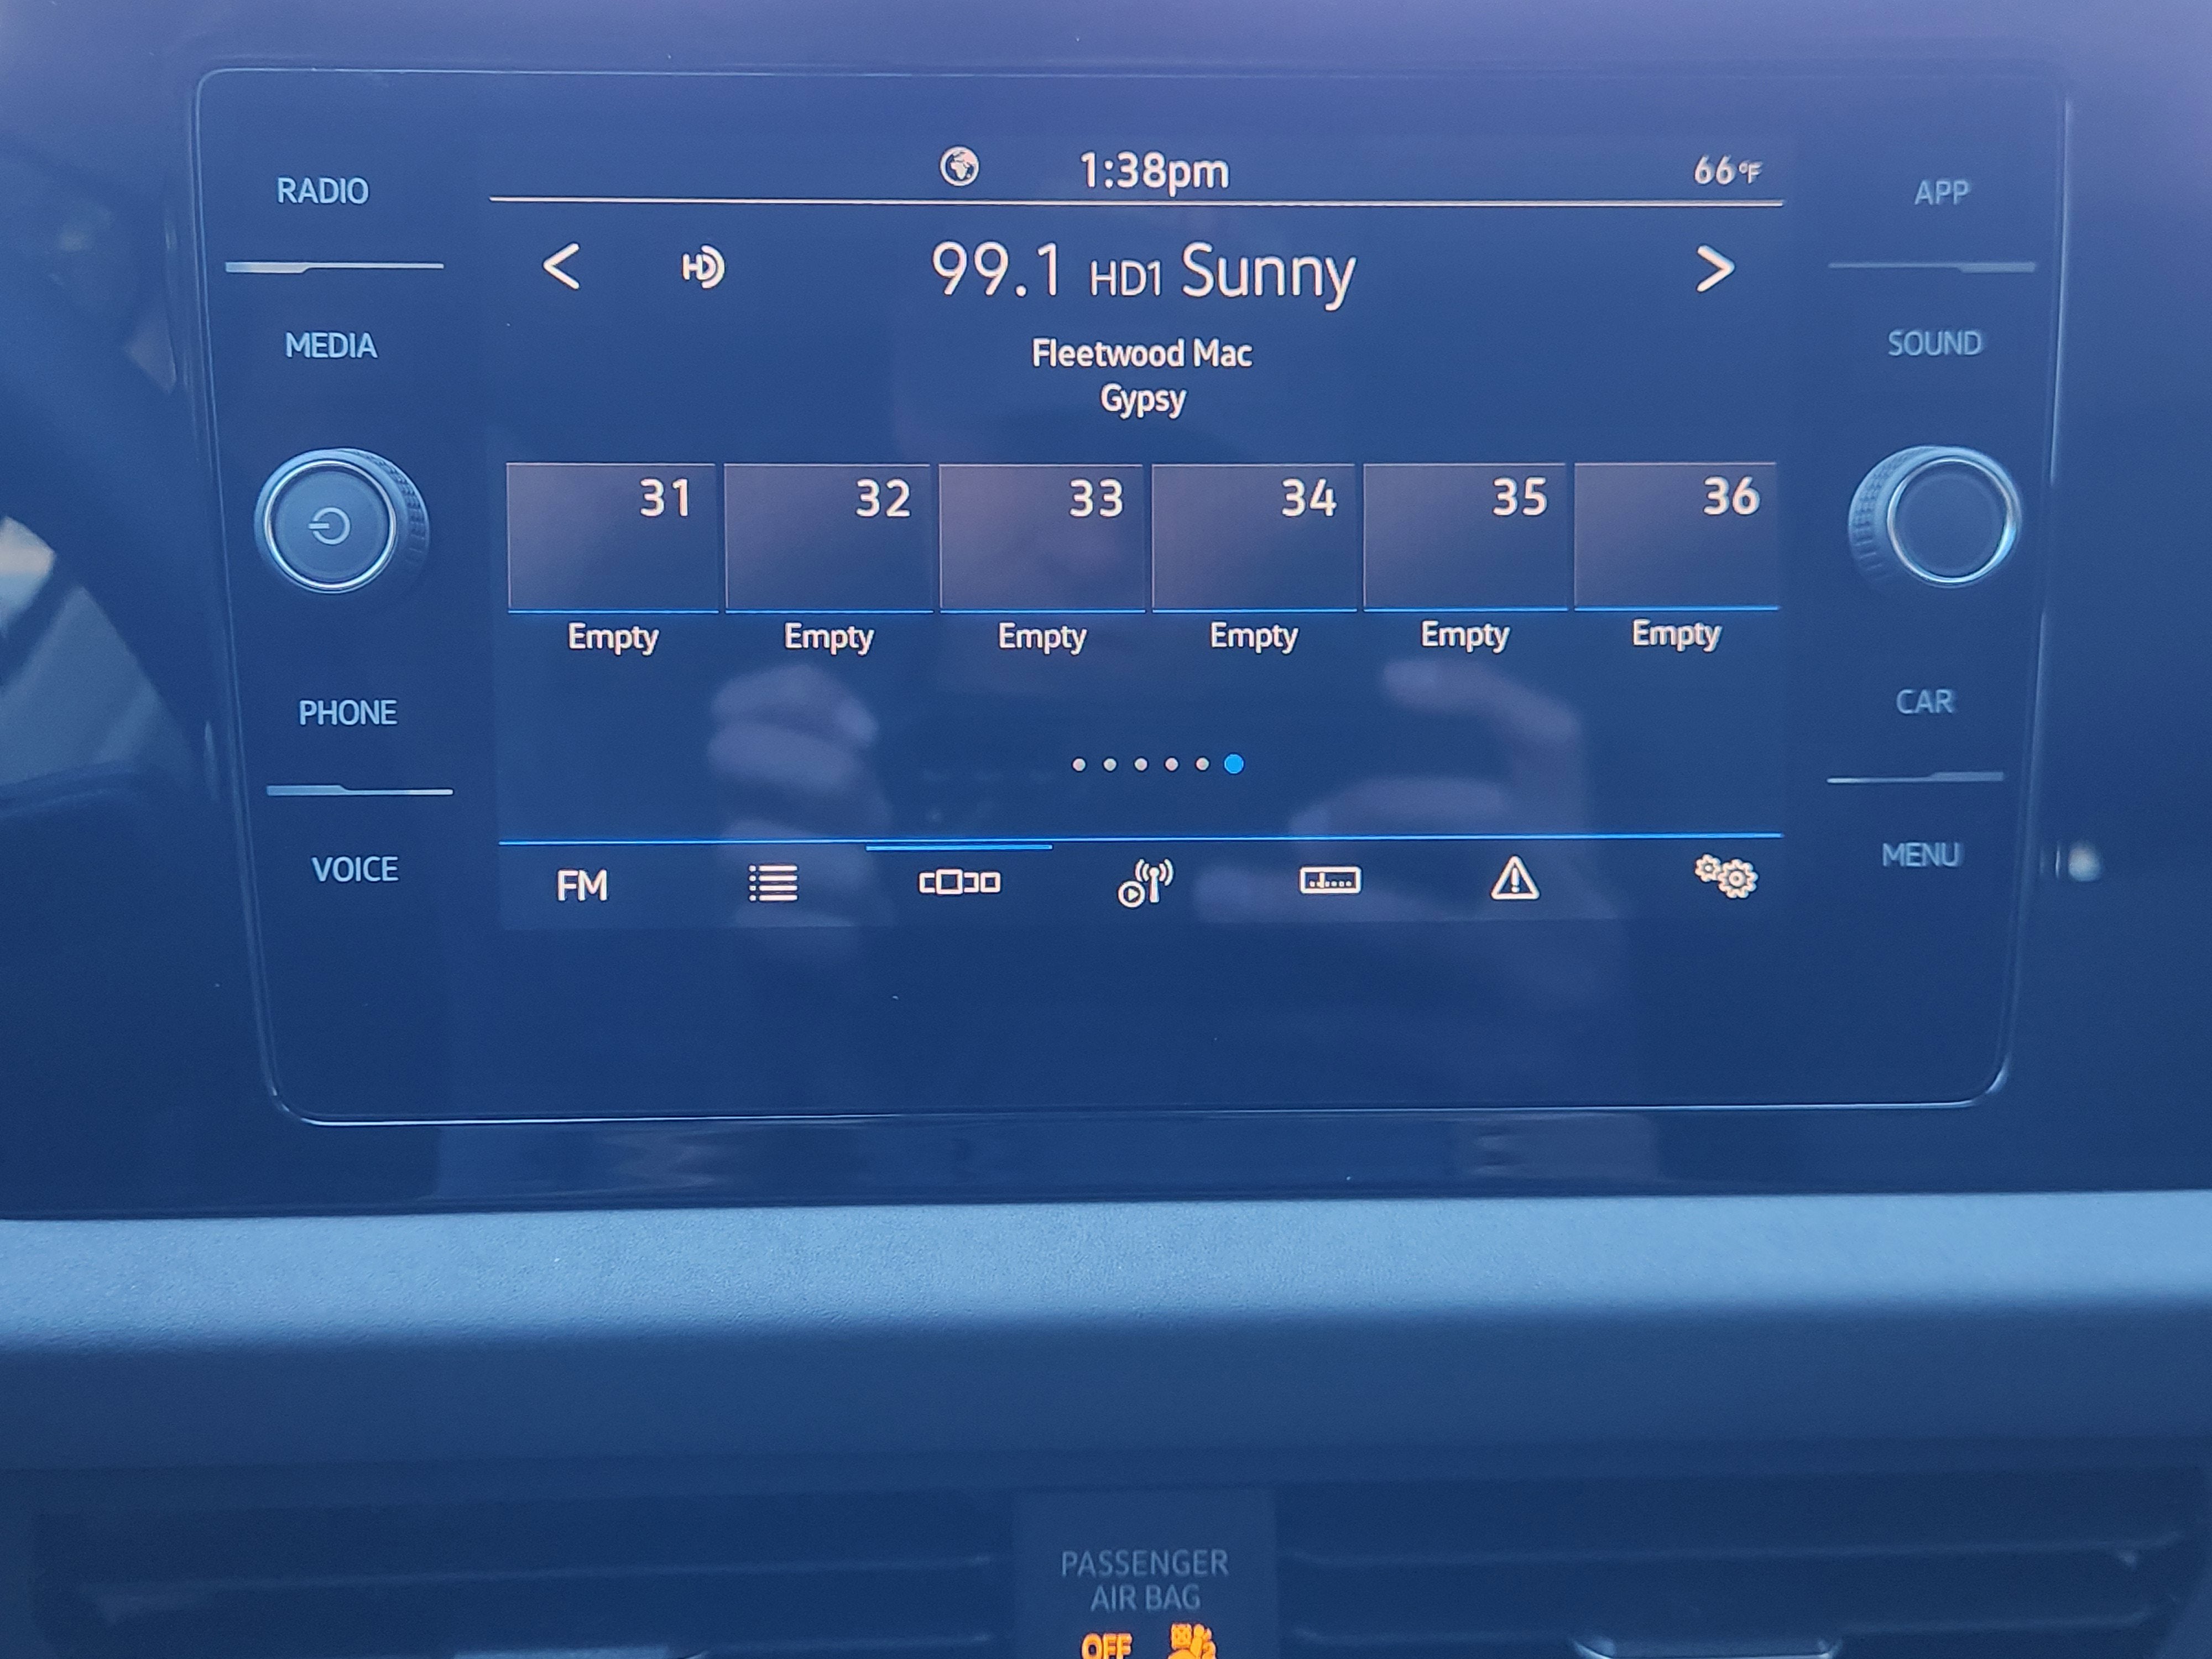 1:38pm
66°F
RADIO
APP
< HD 99.1 HD1 Sunny >
MEDIA
SOUND
Fleetwood Mac
Gypsy
31 32 33 34 35 36
Empty Empty Empty Empty Empty Empty
PHONE
CAR
VOICE
MENU
FM
PASSENGER
AIR BAG
OFF